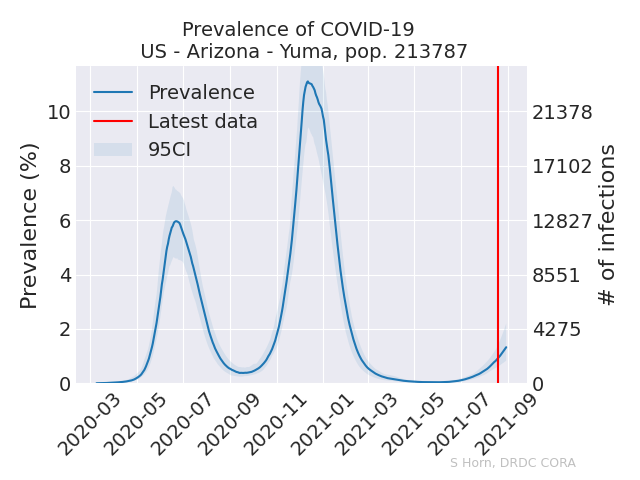 Prevalence of COVID-19
US - Arizona - Yuma, pop. 213787
Prevalence
Latest data
95CI
Prevalence (%)
10
8
6
4
2
0
21378
17102
12827
8551
4275
0
# of infections
2020-03
2020-05
2020-07
2020-09
2020-11
2021-01
2021-03
2021-05
2021-07
2021-09
S Horn, DRDC CORA